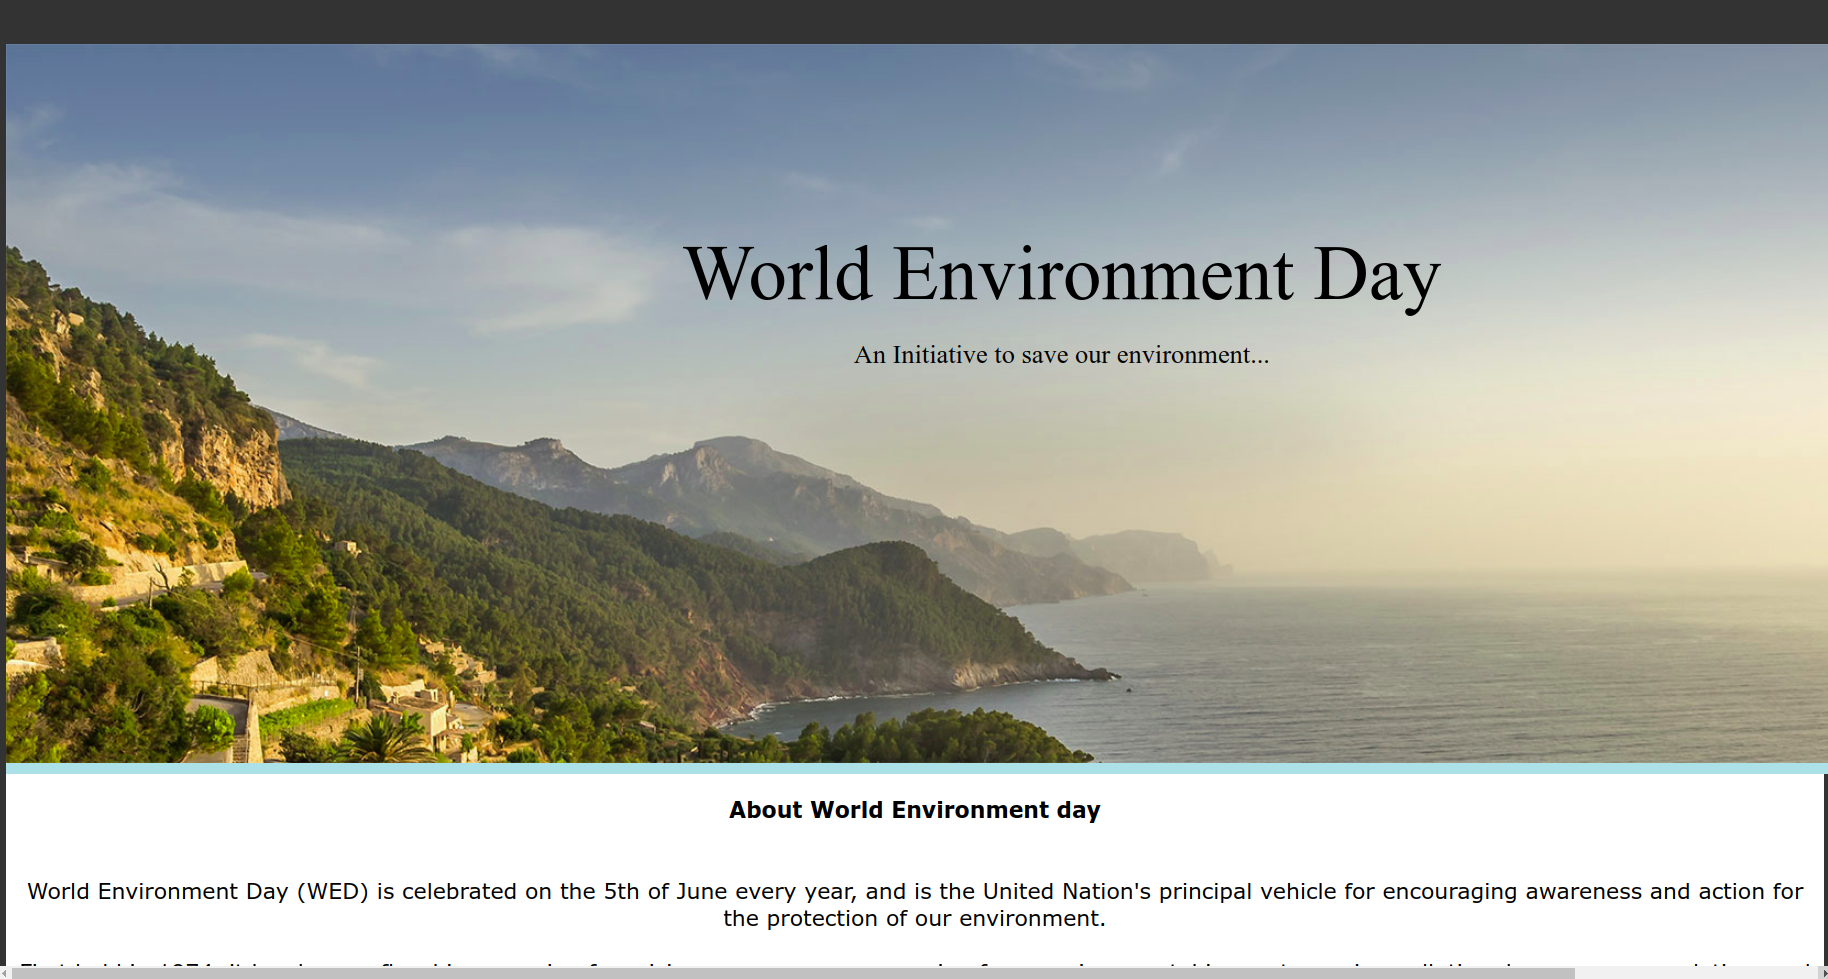 World Environment Day
An Initiative to save our environment...
About World Environment day
World Environment Day (WED) is celebrated on the 5th of June every year, and is the United Nation's principal vehicle for encouraging awareness and action for
the protection of our environment.